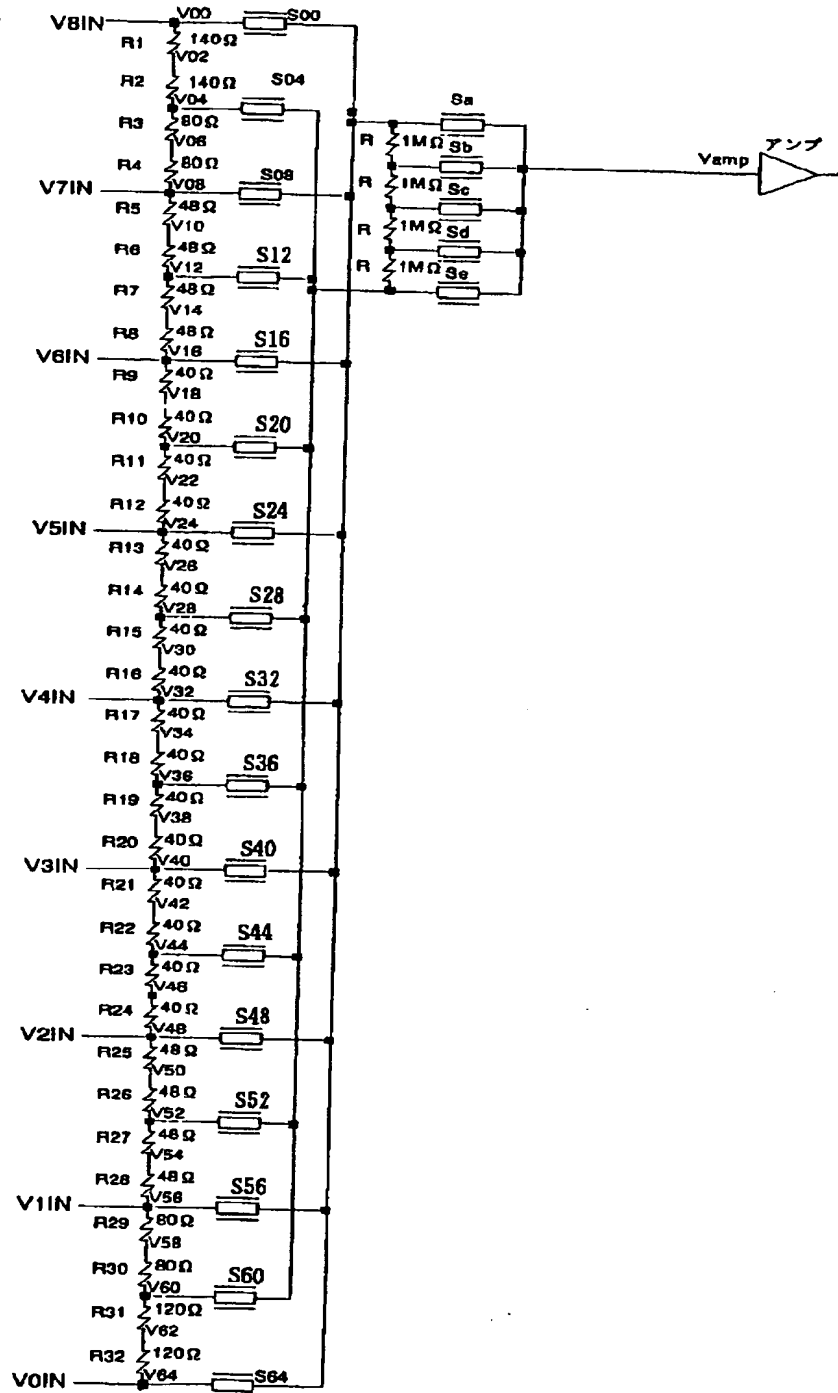 V8IN V00 S00
R1 140Ω
V02
R2 140Ω
V04 S04
R3 80Ω
V06
R4 80Ω
V7IN V08 S08
R5 48Ω
V10
R6 48Ω
V12 S12
R7 48Ω
V14
R8 48Ω
V6IN V16 S16
R9 40Ω
V18
R10 40Ω
V20 S20
R11 40Ω
V22
R12 40Ω
V5IN V24 S24
R13 40Ω
V26
R14 40Ω
V28 S28
R15 40Ω
V30
R16 40Ω
V4IN V32 S32
R17 40Ω
V34
R18 40Ω
V36 S36
R19 40Ω
V38
R20 40Ω
V3IN V40 S40
R21 40Ω
V42
R22 40Ω
V44 S44
R23 40Ω
V46
R24 40Ω
V2IN V48 S48
R25 48Ω
V50
R26 48Ω
V52 S52
R27 48Ω
V54
R28 48Ω
V1IN V56 S56
R29 80Ω
V58
R30 80Ω
V60 S60
R31 120Ω
V62
R32 120Ω
V0IN V64 S64
Sa
R 1MΩ Sb
R 1MΩ Sc
R 1MΩ Sd
R 1MΩ Se
Vamp アンプ